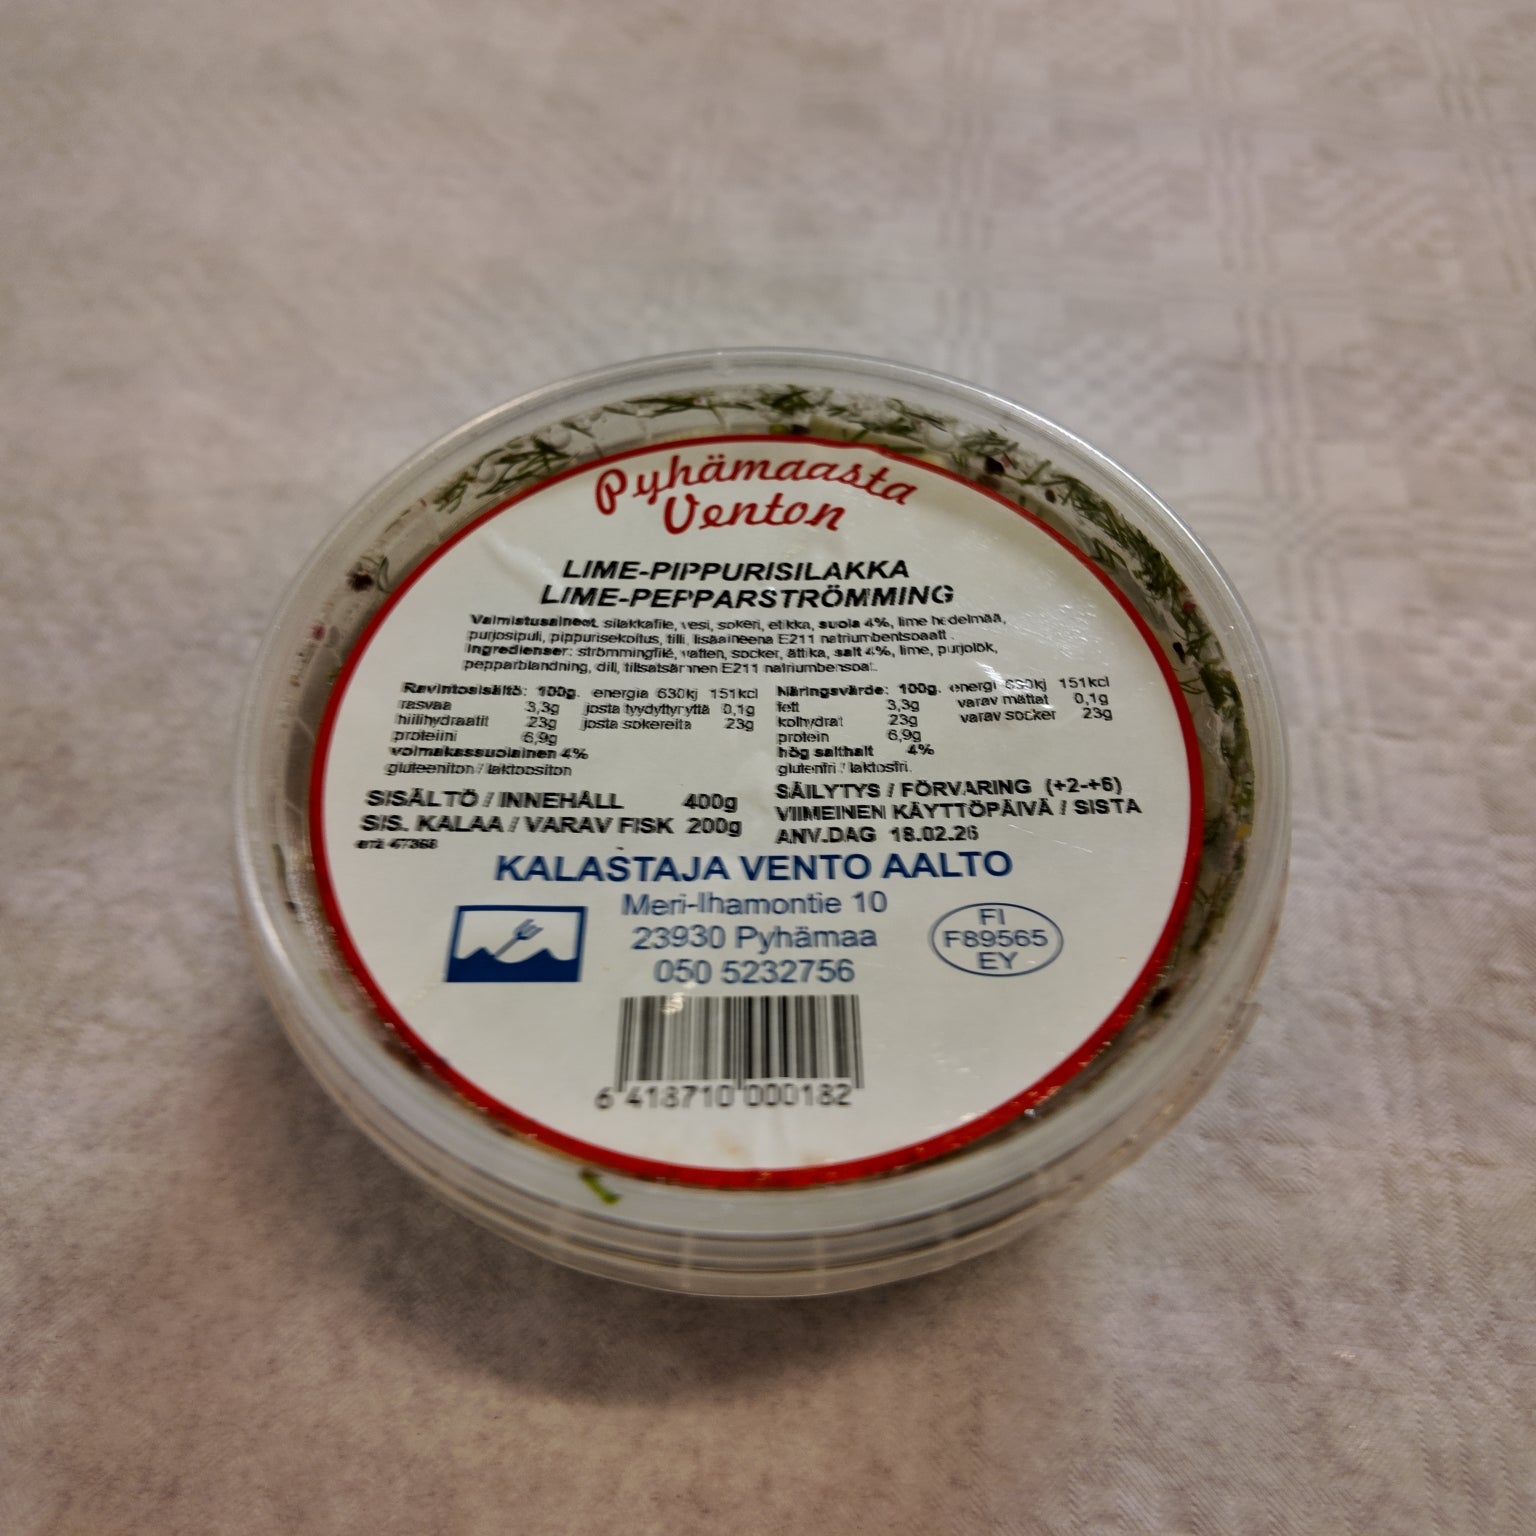 Pyhämaasta
Venton
LIME-PIPPURISILAKKA
LIME-PEPPARSTRÖMMING
Valmistusaineet. silakkafile, vesi, sokeri, etikka, suola 4%, lime hedelmää,
purjosipuli, pippurisekoitus, tilli, lisäaineena E211 natriumbentsoaatt.
Ingredienser: strömmingfilé, vatten, socker, ättika, salt 4%, lime, purjolök,
pepparblandning, dill, tillsatsämnen E211 natriumbensoat.
Ravintosisältö: 100g. energia 630kj 151kcl
rasvaa 3,3g josta tyydyttyryttä 0,1g
hiilihydraatit 23g josta sokereita 23g
proteiini 6,9g
voimakassuolainen 4%
gluteeniton / laktoositon
Näringsvärde: 100g. energi 630kj 151kcl
fett 3,3g varav mättat 0,1g
kolhydrat 23g varav socker 23g
protein 6,9g
hög salthalt 4%
glutenfri / laktosfri.
SISÄLTÖ / INNEHÅLL 400g
SIS. KALAA / VARAV FISK 200g
erä 47368
SÄILYTYS / FÖRVARING (+2-+6)
VIIMEINEN KÄYTTÖPÄIVÄ / SISTA
ANV.DAG 18.02.26
KALASTAJA VENTO AALTO
Meri-Ihamontie 10
23930 Pyhämaa
050 5232756
FI
F89565
EY
6 418710 000182